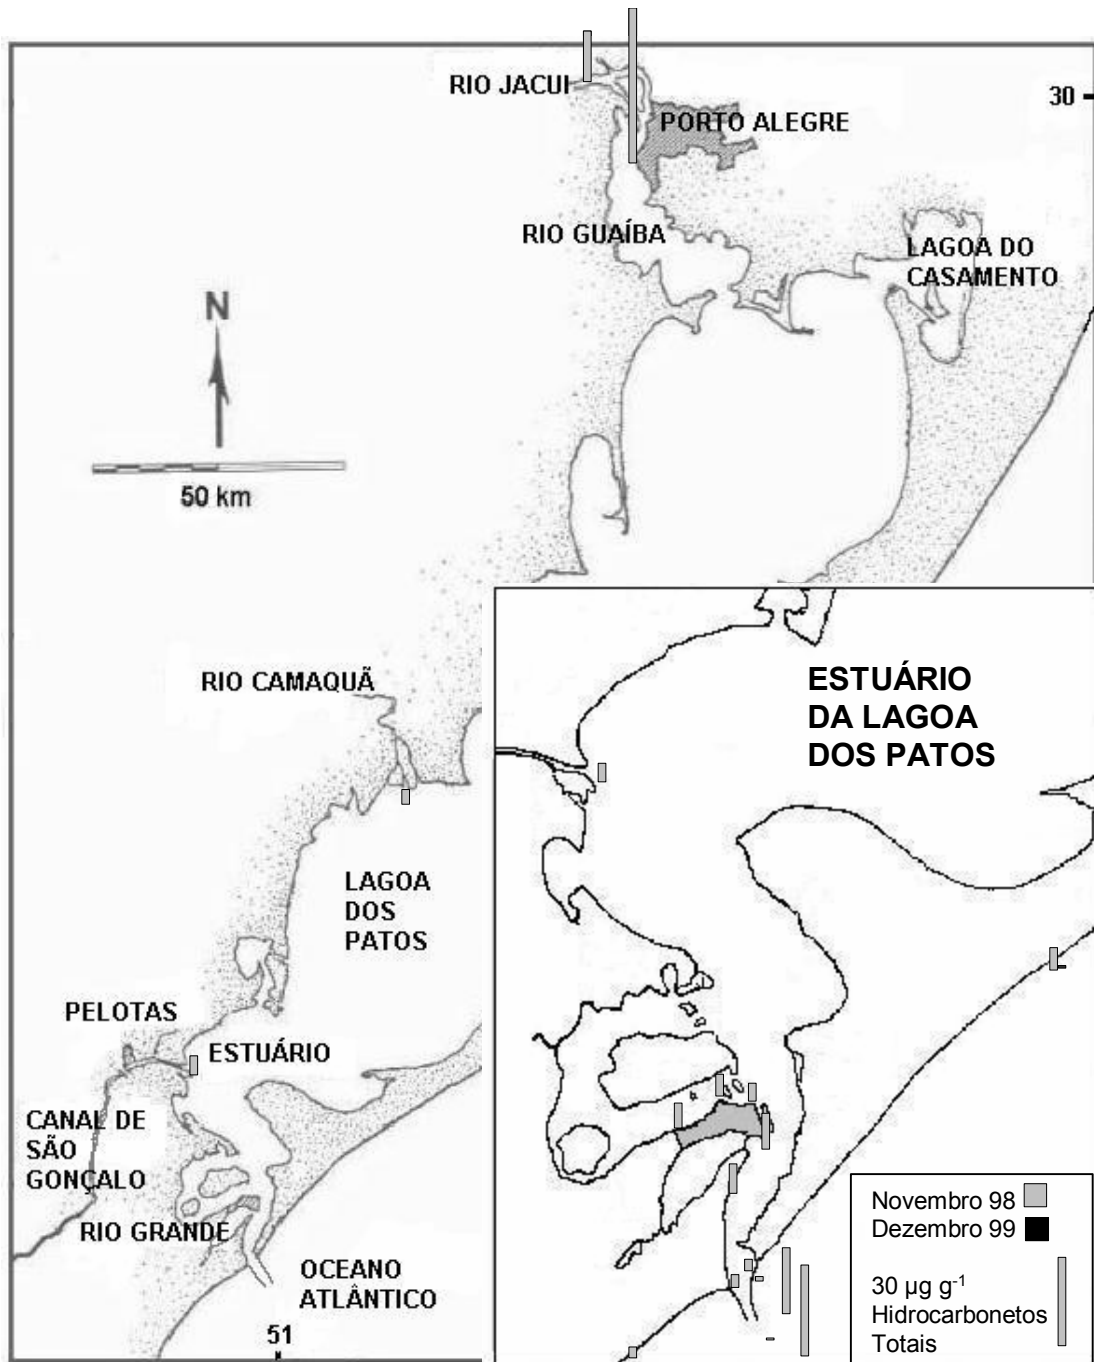 RIO JACUI
30
PORTO ALEGRE
RIO GUAÍBA
LAGOA DO
CASAMENTO
N
50 km
RIO CAMAQUÃ
LAGOA
DOS
PATOS
PELOTAS
ESTUÁRIO
CANAL DE
SÃO
GONÇALO
RIO GRANDE
OCEANO
ATLÂNTICO
51
ESTUÁRIO
DA LAGOA
DOS PATOS
Novembro 98
Dezembro 99
30 µg g⁻¹
Hidrocarbonetos
Totais